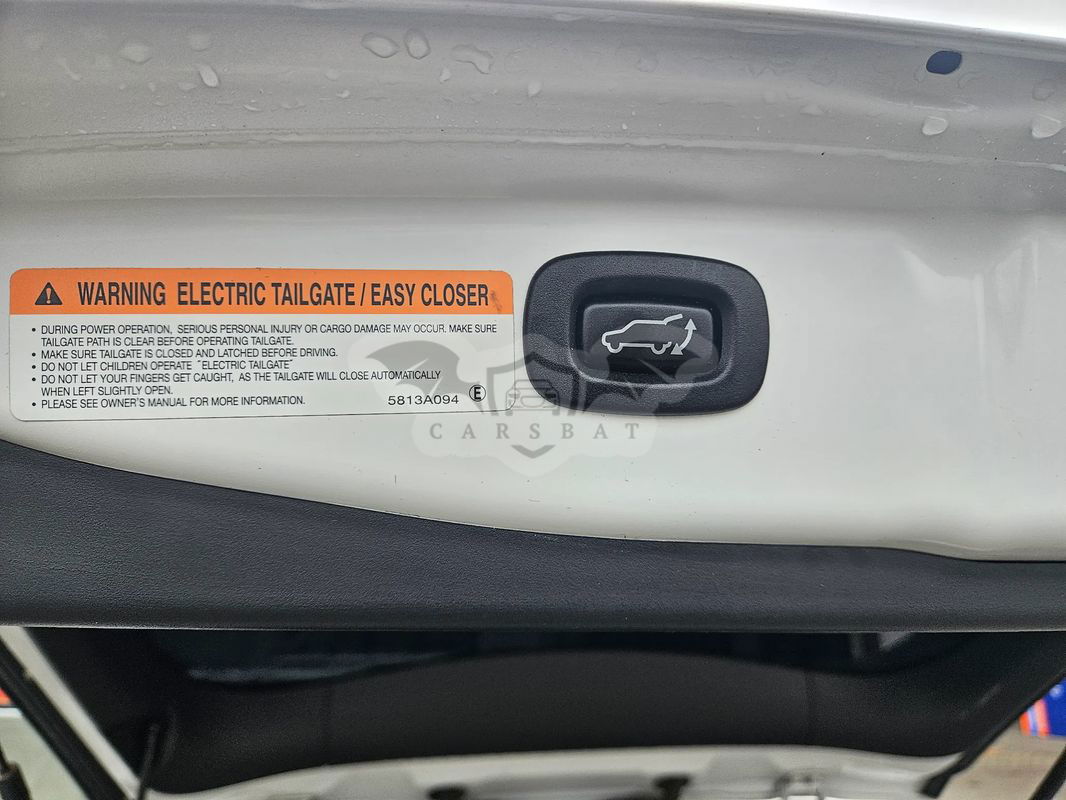 WARNING ELECTRIC TAILGATE / EASY CLOSER
• DURING POWER OPERATION, SERIOUS PERSONAL INJURY OR CARGO DAMAGE MAY OCCUR. MAKE SURE
TAILGATE PATH IS CLEAR BEFORE OPERATING TAILGATE.
• MAKE SURE TAILGATE IS CLOSED AND LATCHED BEFORE DRIVING.
• DO NOT LET CHILDREN OPERATE "ELECTRIC TAILGATE"
• DO NOT LET YOUR FINGERS GET CAUGHT, AS THE TAILGATE WILL CLOSE AUTOMATICALLY
WHEN LEFT SLIGHTLY OPEN.
• PLEASE SEE OWNER'S MANUAL FOR MORE INFORMATION.
5813A094 Ⓔ
CARSBAT